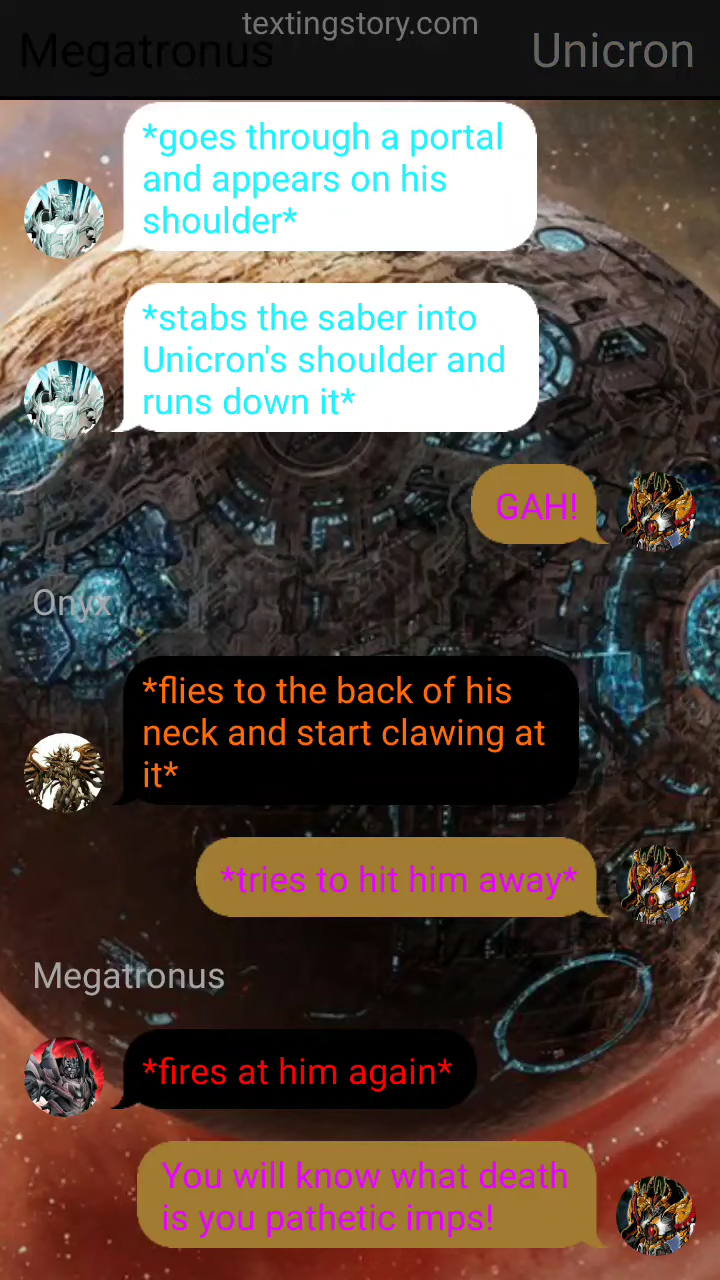 textingstory.com
Megatronus
Unicron
*goes through a portal
and appears on his
shoulder*
*stabs the saber into
Unicron's shoulder and
runs down it*
GAH!
Onyx
*flies to the back of his
neck and start clawing at
it*
*tries to hit him away*
Megatronus
*fires at him again*
You will know what death
is you pathetic imps!